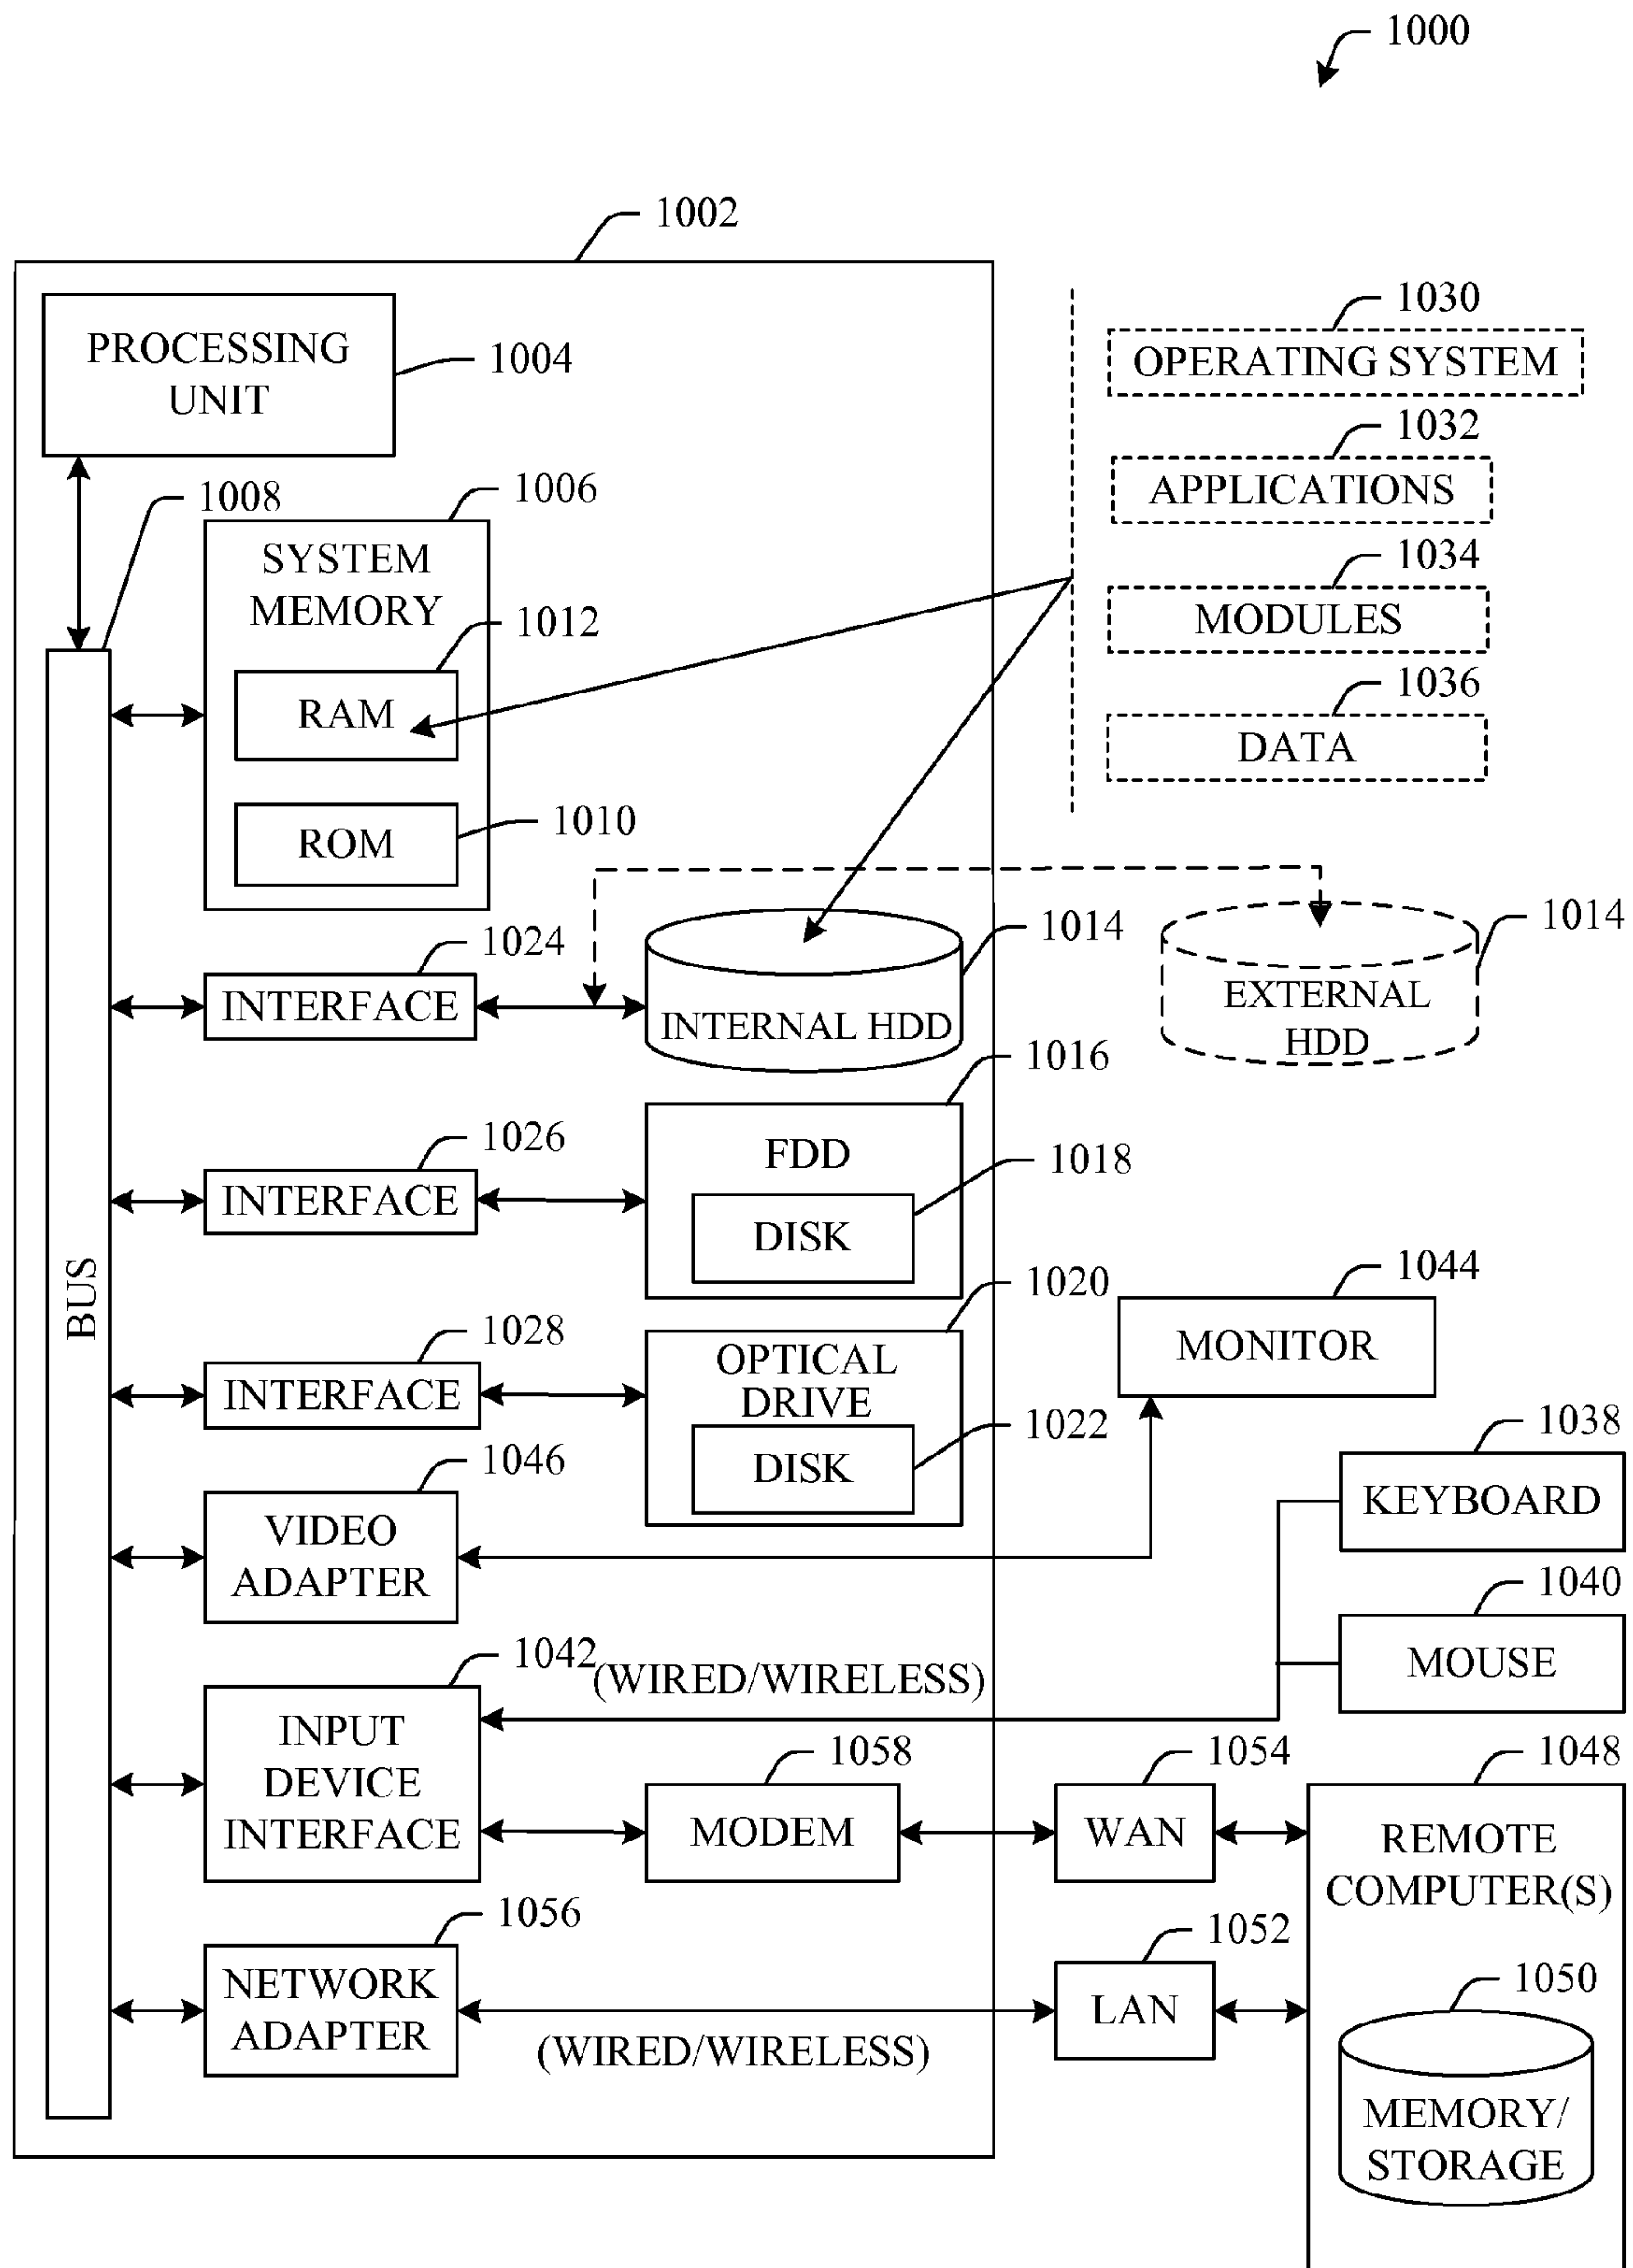 1000
1002
PROCESSING
UNIT
1004
1030
OPERATING SYSTEM
1032
APPLICATIONS
1034
MODULES
1036
DATA
1008
1006
SYSTEM
MEMORY
1012
RAM
1010
ROM
1024
INTERFACE
1014
INTERNAL HDD
1014
EXTERNAL
HDD
1016
FDD
1026
INTERFACE
1018
DISK
BUS
1020
OPTICAL
DRIVE
1028
INTERFACE
1022
DISK
1044
MONITOR
1046
VIDEO
ADAPTER
1038
KEYBOARD
1040
MOUSE
1042
(WIRED/WIRELESS)
INPUT
DEVICE
INTERFACE
1058
MODEM
1054
WAN
1048
REMOTE
COMPUTER(S)
1056
NETWORK
ADAPTER
(WIRED/WIRELESS)
1052
LAN
1050
MEMORY/
STORAGE